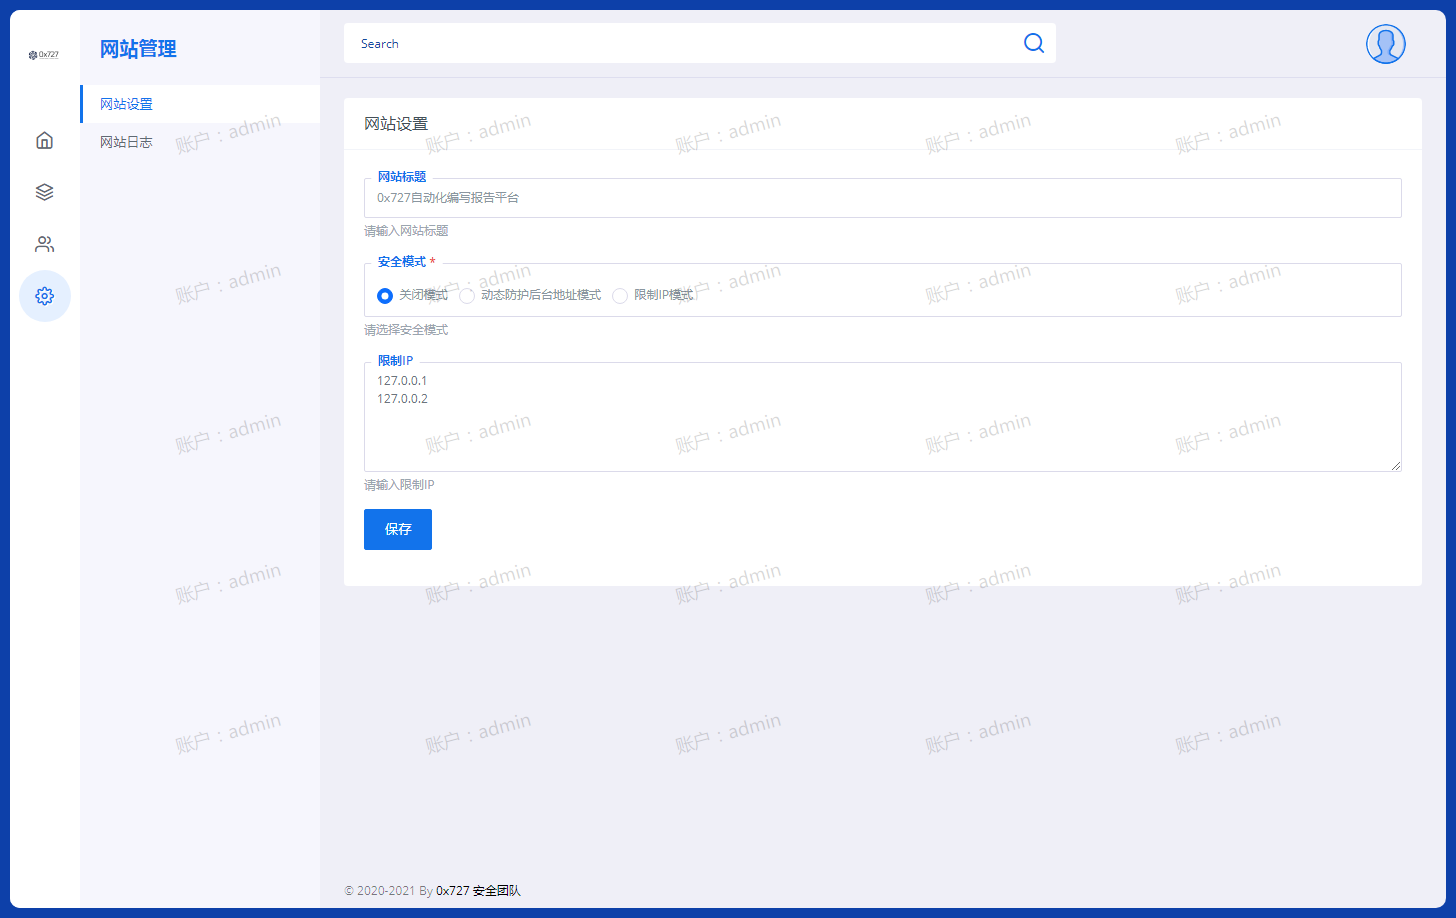 0x727
网站管理
网站设置
网站日志
Search
网站设置
网站标题
0x727自动化编写报告平台
请输入网站标题
安全模式 *
关闭模式 动态防护后台地址模式 限制IP模式
请选择安全模式
限制IP
127.0.0.1
127.0.0.2
请输入限制IP
保存
账户：admin 账户：admin 账户：admin 账户：admin 账户：admin
账户：admin 账户：admin 账户：admin 账户：admin 账户：admin
账户：admin 账户：admin 账户：admin 账户：admin 账户：admin
账户：admin 账户：admin 账户：admin 账户：admin 账户：admin
账户：admin 账户：admin 账户：admin 账户：admin 账户：admin
© 2020-2021 By 0x727 安全团队